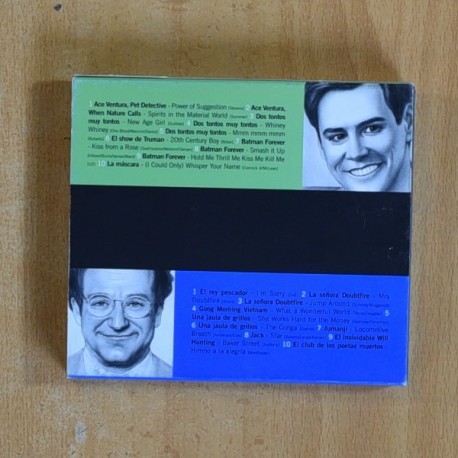 1 Ace Ventura, Pet Detective - Power of Suggestion 2 Ace Ventura,
When Nature Calls - Spirits in the Material World 3 Dos tontos
muy tontos - New Age Girl 4 Dos tontos muy tontos - Whiney
Whiney 5 Dos tontos muy tontos - Mmm mmm mmm
6 El show de Truman - 20th Century Boy 7 Batman Forever
- Kiss from a Rose 8 Batman Forever - Smash it Up
9 Batman Forever - Hold Me Thrill Me Kiss Me Kill Me
10 La máscara - (I Could Only) Whisper Your Name
1 El rey pescador - I'm Sorry 2 La señora Doubtfire - Mrs
Doubtfire 3 La señora Doubtfire - Jump Around
4 Good Morning Vietnam - What a Wonderful World 5
Una jaula de grillos - She Works Hard for the Money
6 Una jaula de grillos - The Conga 7 Jumanji - Locomotive
Breath 8 Jack - Star 9 El inolvidable Will
Hunting - Baker Street 10 El club de los poetas muertos -
Himno a la alegría